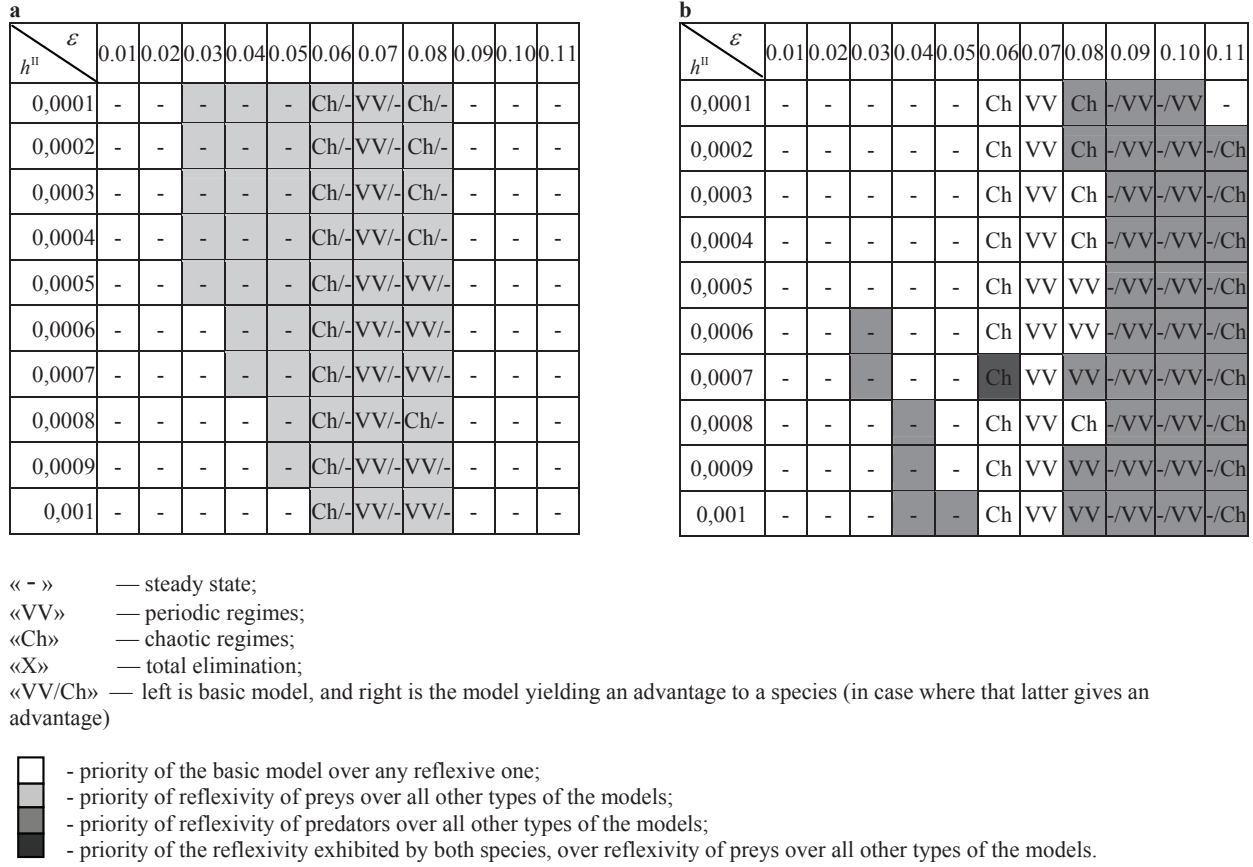 a
ε
hᴵᴵ 0.01 0.02 0.03 0.04 0.05 0.06 0.07 0.08 0.09 0.10 0.11
0,0001 - - - - - Ch/- VV/- Ch/- - - -
0,0002 - - - - - Ch/- VV/- Ch/- - - -
0,0003 - - - - - Ch/- VV/- Ch/- - - -
0,0004 - - - - - Ch/- VV/- Ch/- - - -
0,0005 - - - - - Ch/- VV/- VV/- - - -
0,0006 - - - - - Ch/- VV/- VV/- - - -
0,0007 - - - - - Ch/- VV/- VV/- - - -
0,0008 - - - - - Ch/- VV/- Ch/- - - -
0,0009 - - - - - Ch/- VV/- VV/- - - -
0,001 - - - - - Ch/- VV/- VV/- - - -
b
ε
hᴵᴵ 0.01 0.02 0.03 0.04 0.05 0.06 0.07 0.08 0.09 0.10 0.11
0,0001 - - - - - Ch VV Ch -/VV -/VV -
0,0002 - - - - - Ch VV Ch -/VV -/VV -/Ch
0,0003 - - - - - Ch VV Ch -/VV -/VV -/Ch
0,0004 - - - - - Ch VV Ch -/VV -/VV -/Ch
0,0005 - - - - - Ch VV VV -/VV -/VV -/Ch
0,0006 - - - - - Ch VV VV -/VV -/VV -/Ch
0,0007 - - - - - Ch VV VV -/VV -/VV -/Ch
0,0008 - - - - - Ch VV Ch -/VV -/VV -/Ch
0,0009 - - - - - Ch VV VV -/VV -/VV -/Ch
0,001 - - - - - Ch VV VV -/VV -/VV -/Ch
« - » — steady state;
«VV» — periodic regimes;
«Ch» — chaotic regimes;
«X» — total elimination;
«VV/Ch» — left is basic model, and right is the model yielding an advantage to a species (in case where that latter gives an
advantage)
- priority of the basic model over any reflexive one;
- priority of reflexivity of preys over all other types of the models;
- priority of reflexivity of predators over all other types of the models;
- priority of the reflexivity exhibited by both species, over reflexivity of preys over all other types of the models.